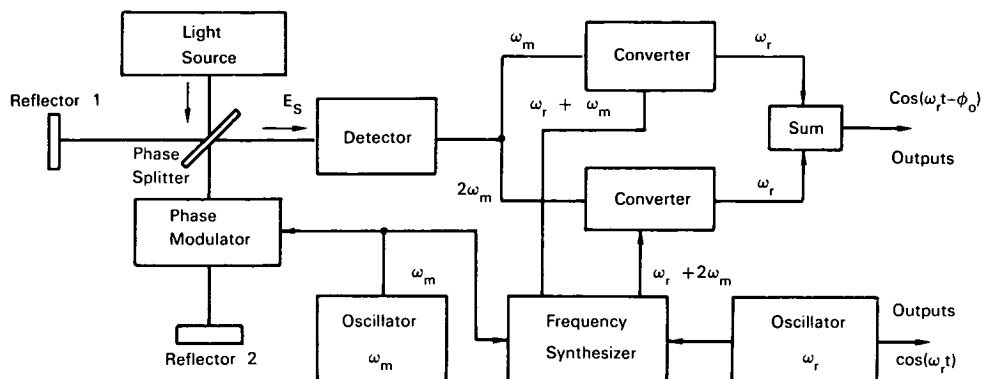 Light
Source
Reflector 1
E_S
Phase
Splitter
Detector
ω_m
Converter
ω_r
ω_r + ω_m
Cos(ω_r t–ϕ_o)
Sum
Outputs
2ω_m
Converter
ω_r
Phase
Modulator
ω_m
ω_r +2ω_m
Reflector 2
Oscillator
ω_m
Frequency
Synthesizer
Oscillator
ω_r
Outputs
cos(ω_r t)